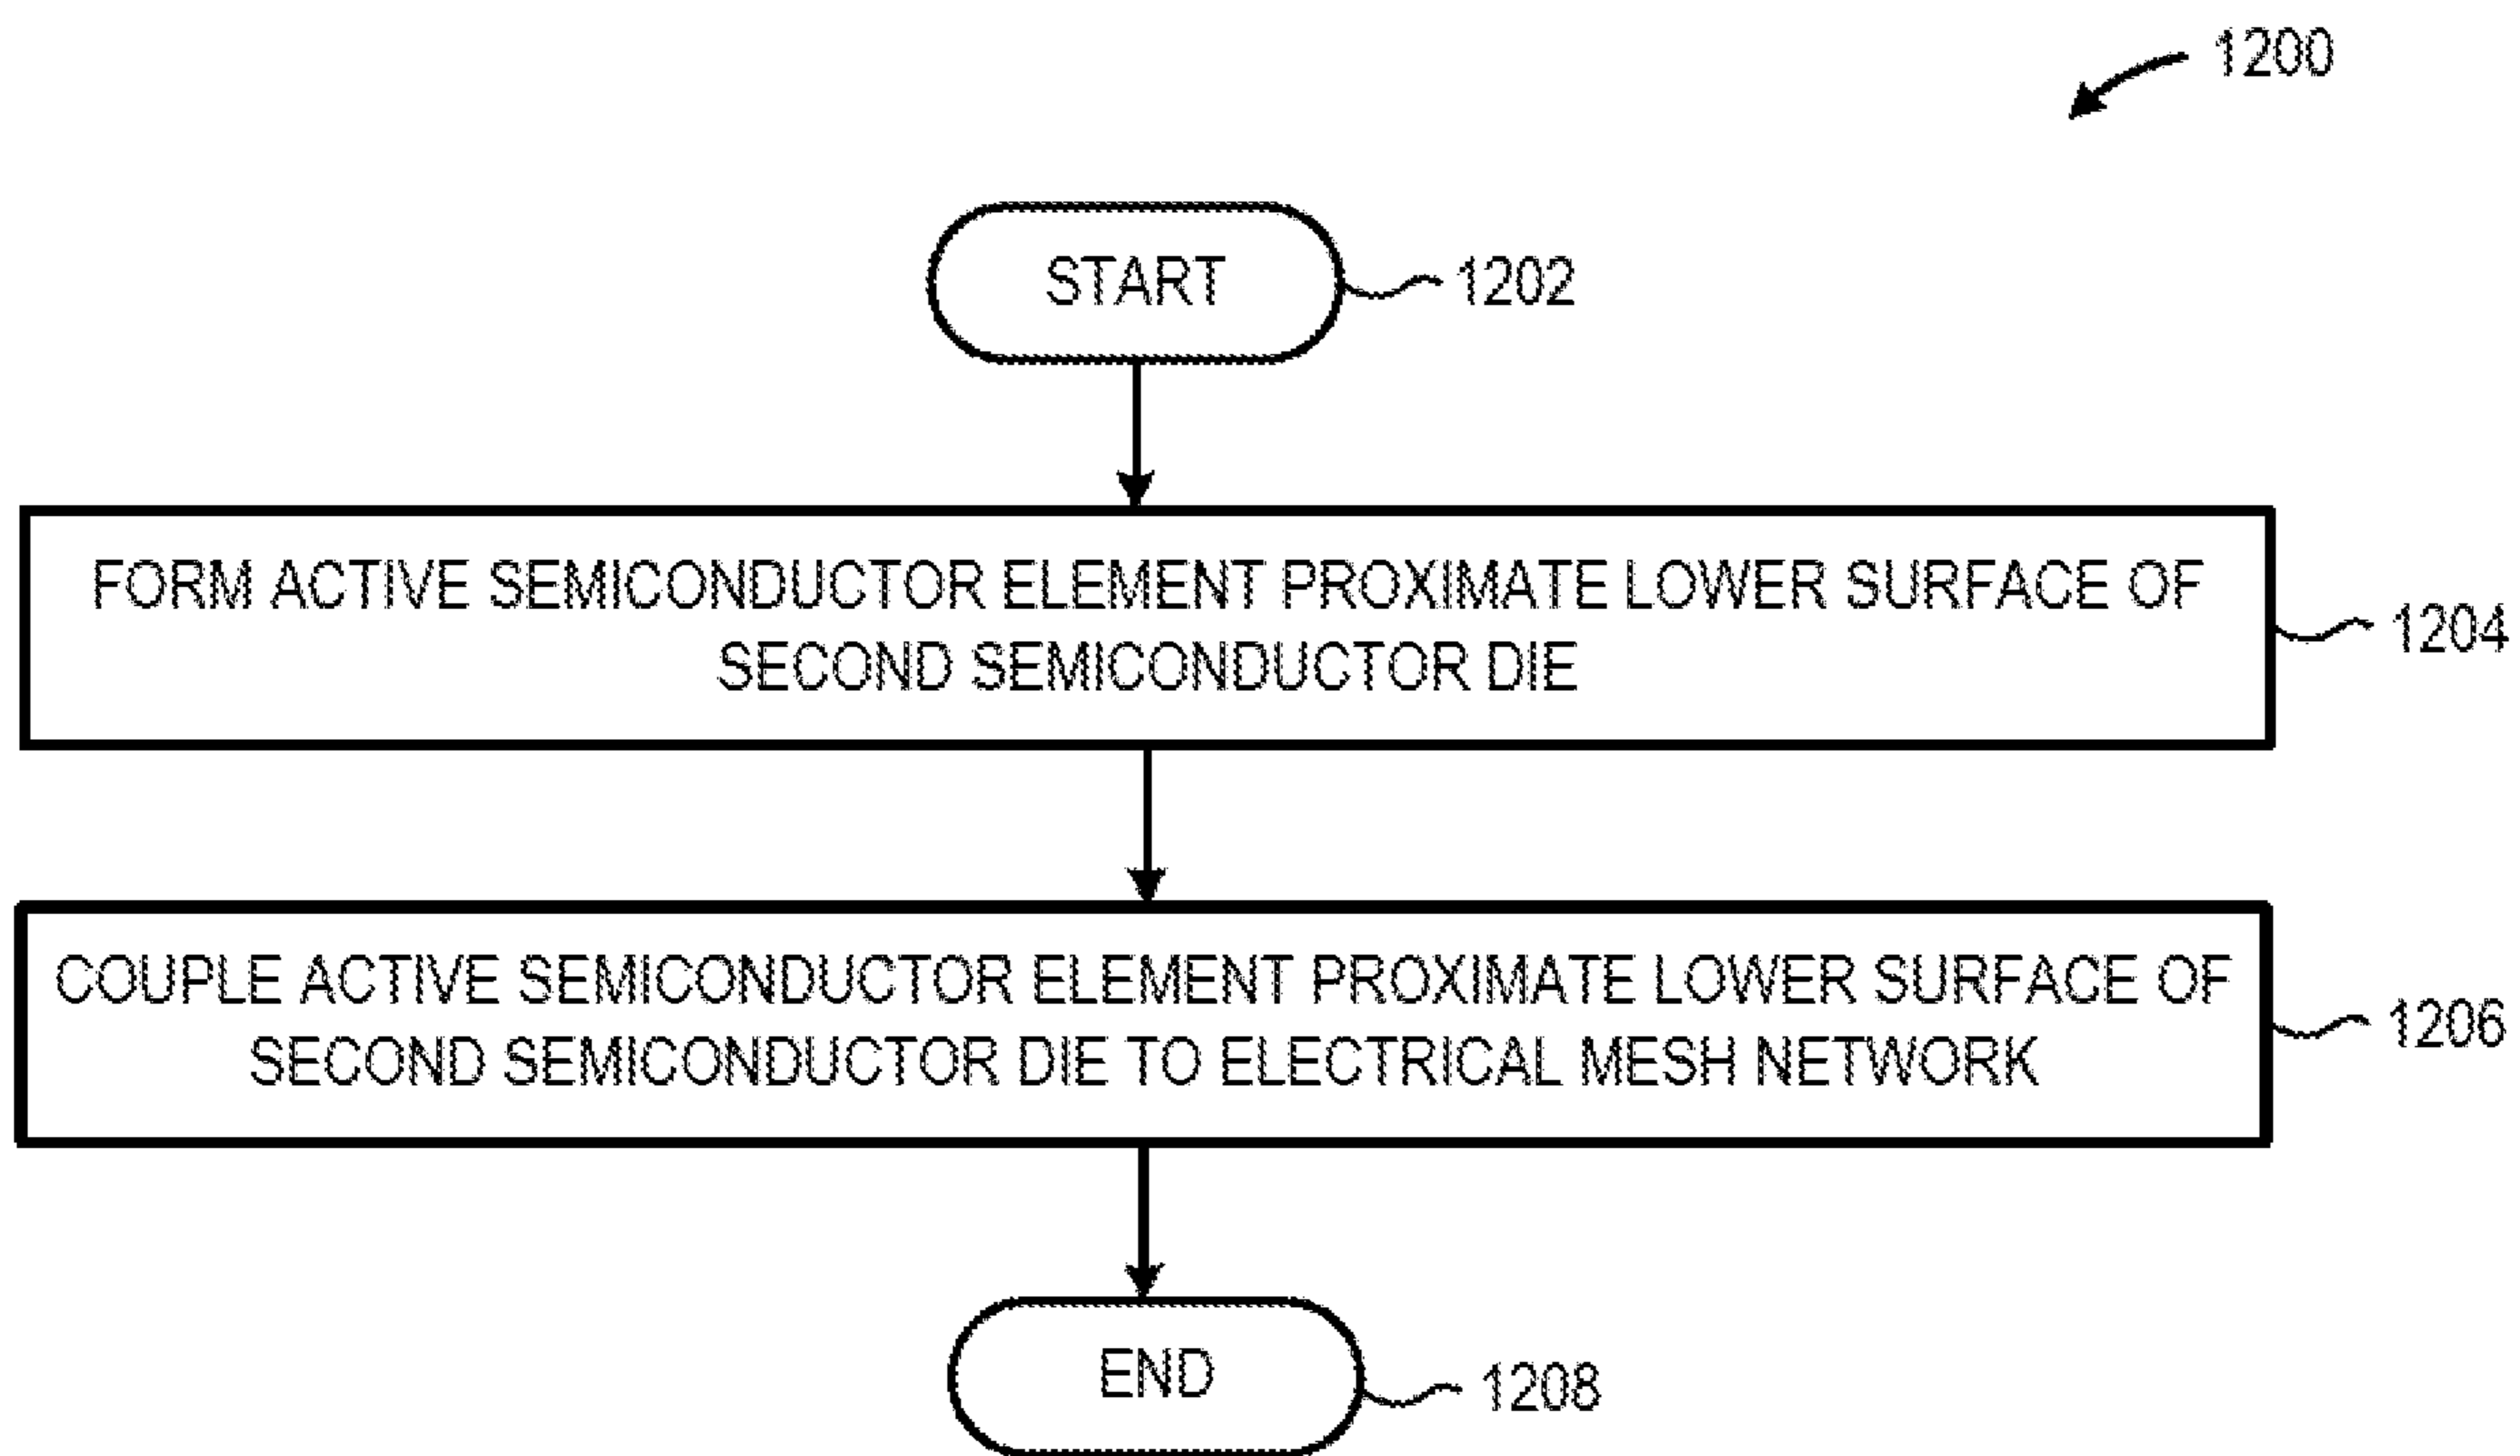 1200
START
1202
FORM ACTIVE SEMICONDUCTOR ELEMENT PROXIMATE LOWER SURFACE OF
SECOND SEMICONDUCTOR DIE
1204
COUPLE ACTIVE SEMICONDUCTOR ELEMENT PROXIMATE LOWER SURFACE OF
SECOND SEMICONDUCTOR DIE TO ELECTRICAL MESH NETWORK
1206
END
1208